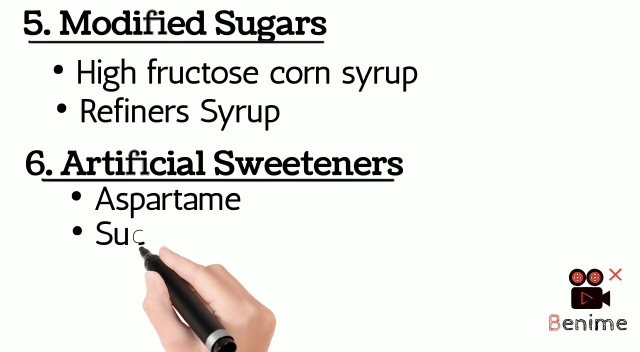 5. Modified Sugars
• High fructose corn syrup
• Refiners Syrup
6. Artificial Sweeteners
• Aspartame
• Suc
Benime